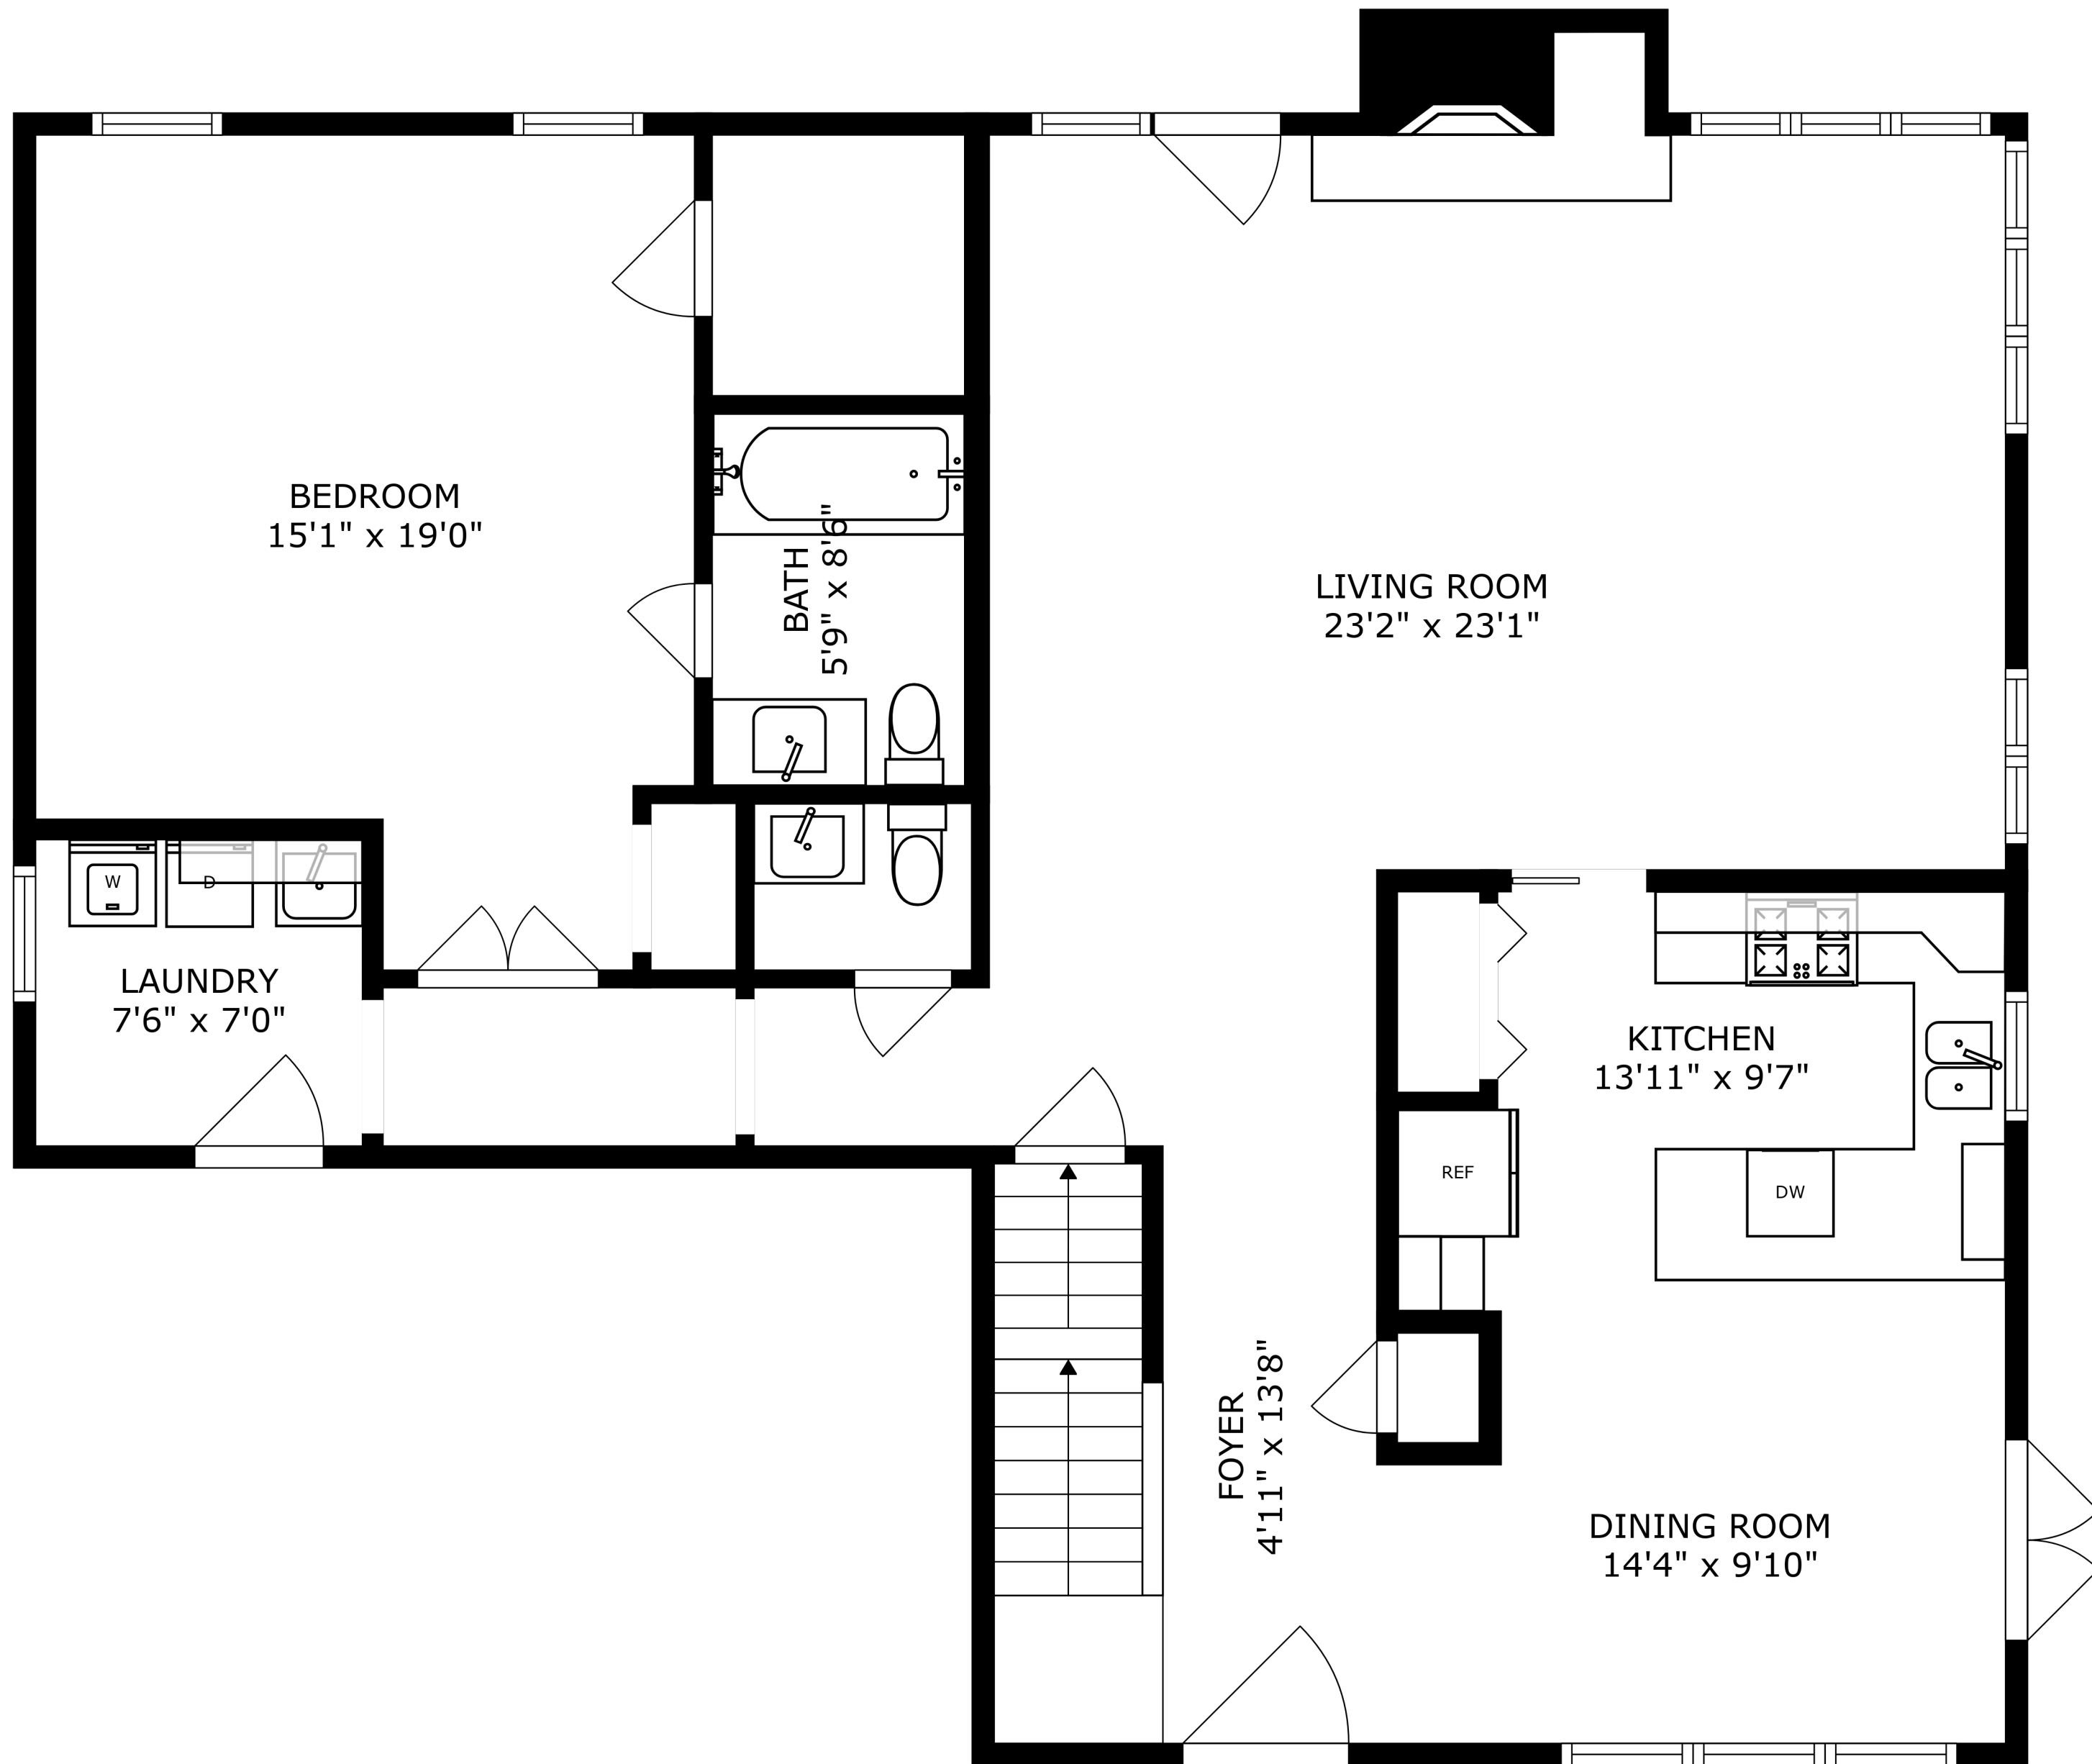 BEDROOM
15'1" x 19'0"
BATH
5'9" x 8'6"
LIVING ROOM
23'2" x 23'1"
W
D
LAUNDRY
7'6" x 7'0"
KITCHEN
13'11" x 9'7"
REF
DW
FOYER
4'11" x 13'8"
DINING ROOM
14'4" x 9'10"